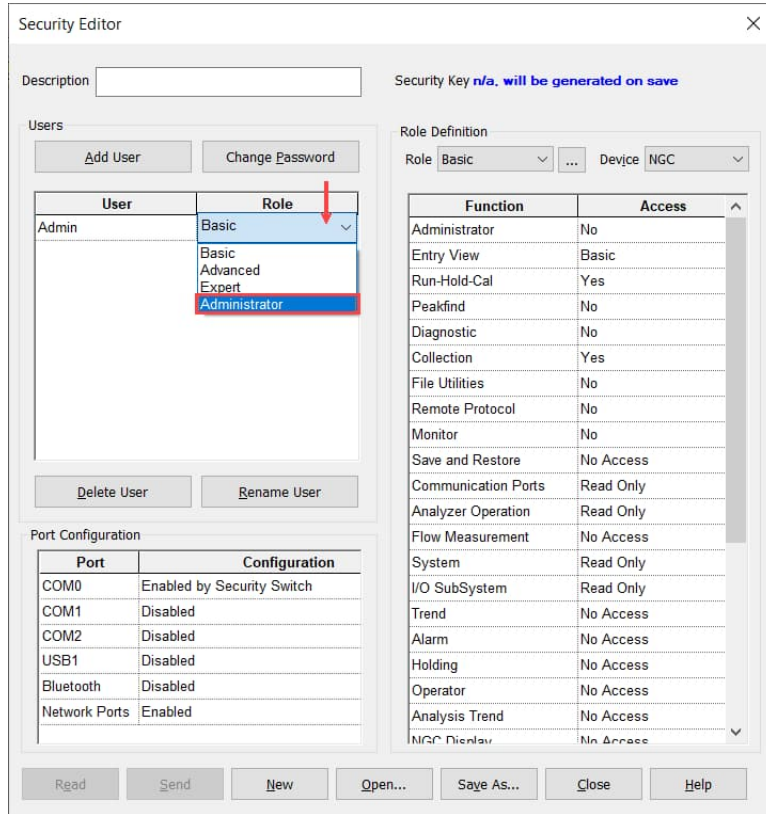 Security Editor
Description
Security Key n/a, will be generated on save
Users
Add User
Change Password
User Role
Admin Basic
Basic
Advanced
Expert
Administrator
Delete User
Rename User
Port Configuration
Port Configuration
COM0 Enabled by Security Switch
COM1 Disabled
COM2 Disabled
USB1 Disabled
Bluetooth Disabled
Network Ports Enabled
Role Definition
Role Basic ... Device NGC
Function Access
Administrator No
Entry View Basic
Run-Hold-Cal Yes
Peakfind No
Diagnostic No
Collection Yes
File Utilities No
Remote Protocol No
Monitor No
Save and Restore No Access
Communication Ports Read Only
Analyzer Operation Read Only
Flow Measurement No Access
System Read Only
I/O SubSystem Read Only
Trend No Access
Alarm No Access
Holding No Access
Operator No Access
Analysis Trend No Access
NGC Display No Access
Read Send New Open... Save As... Close Help